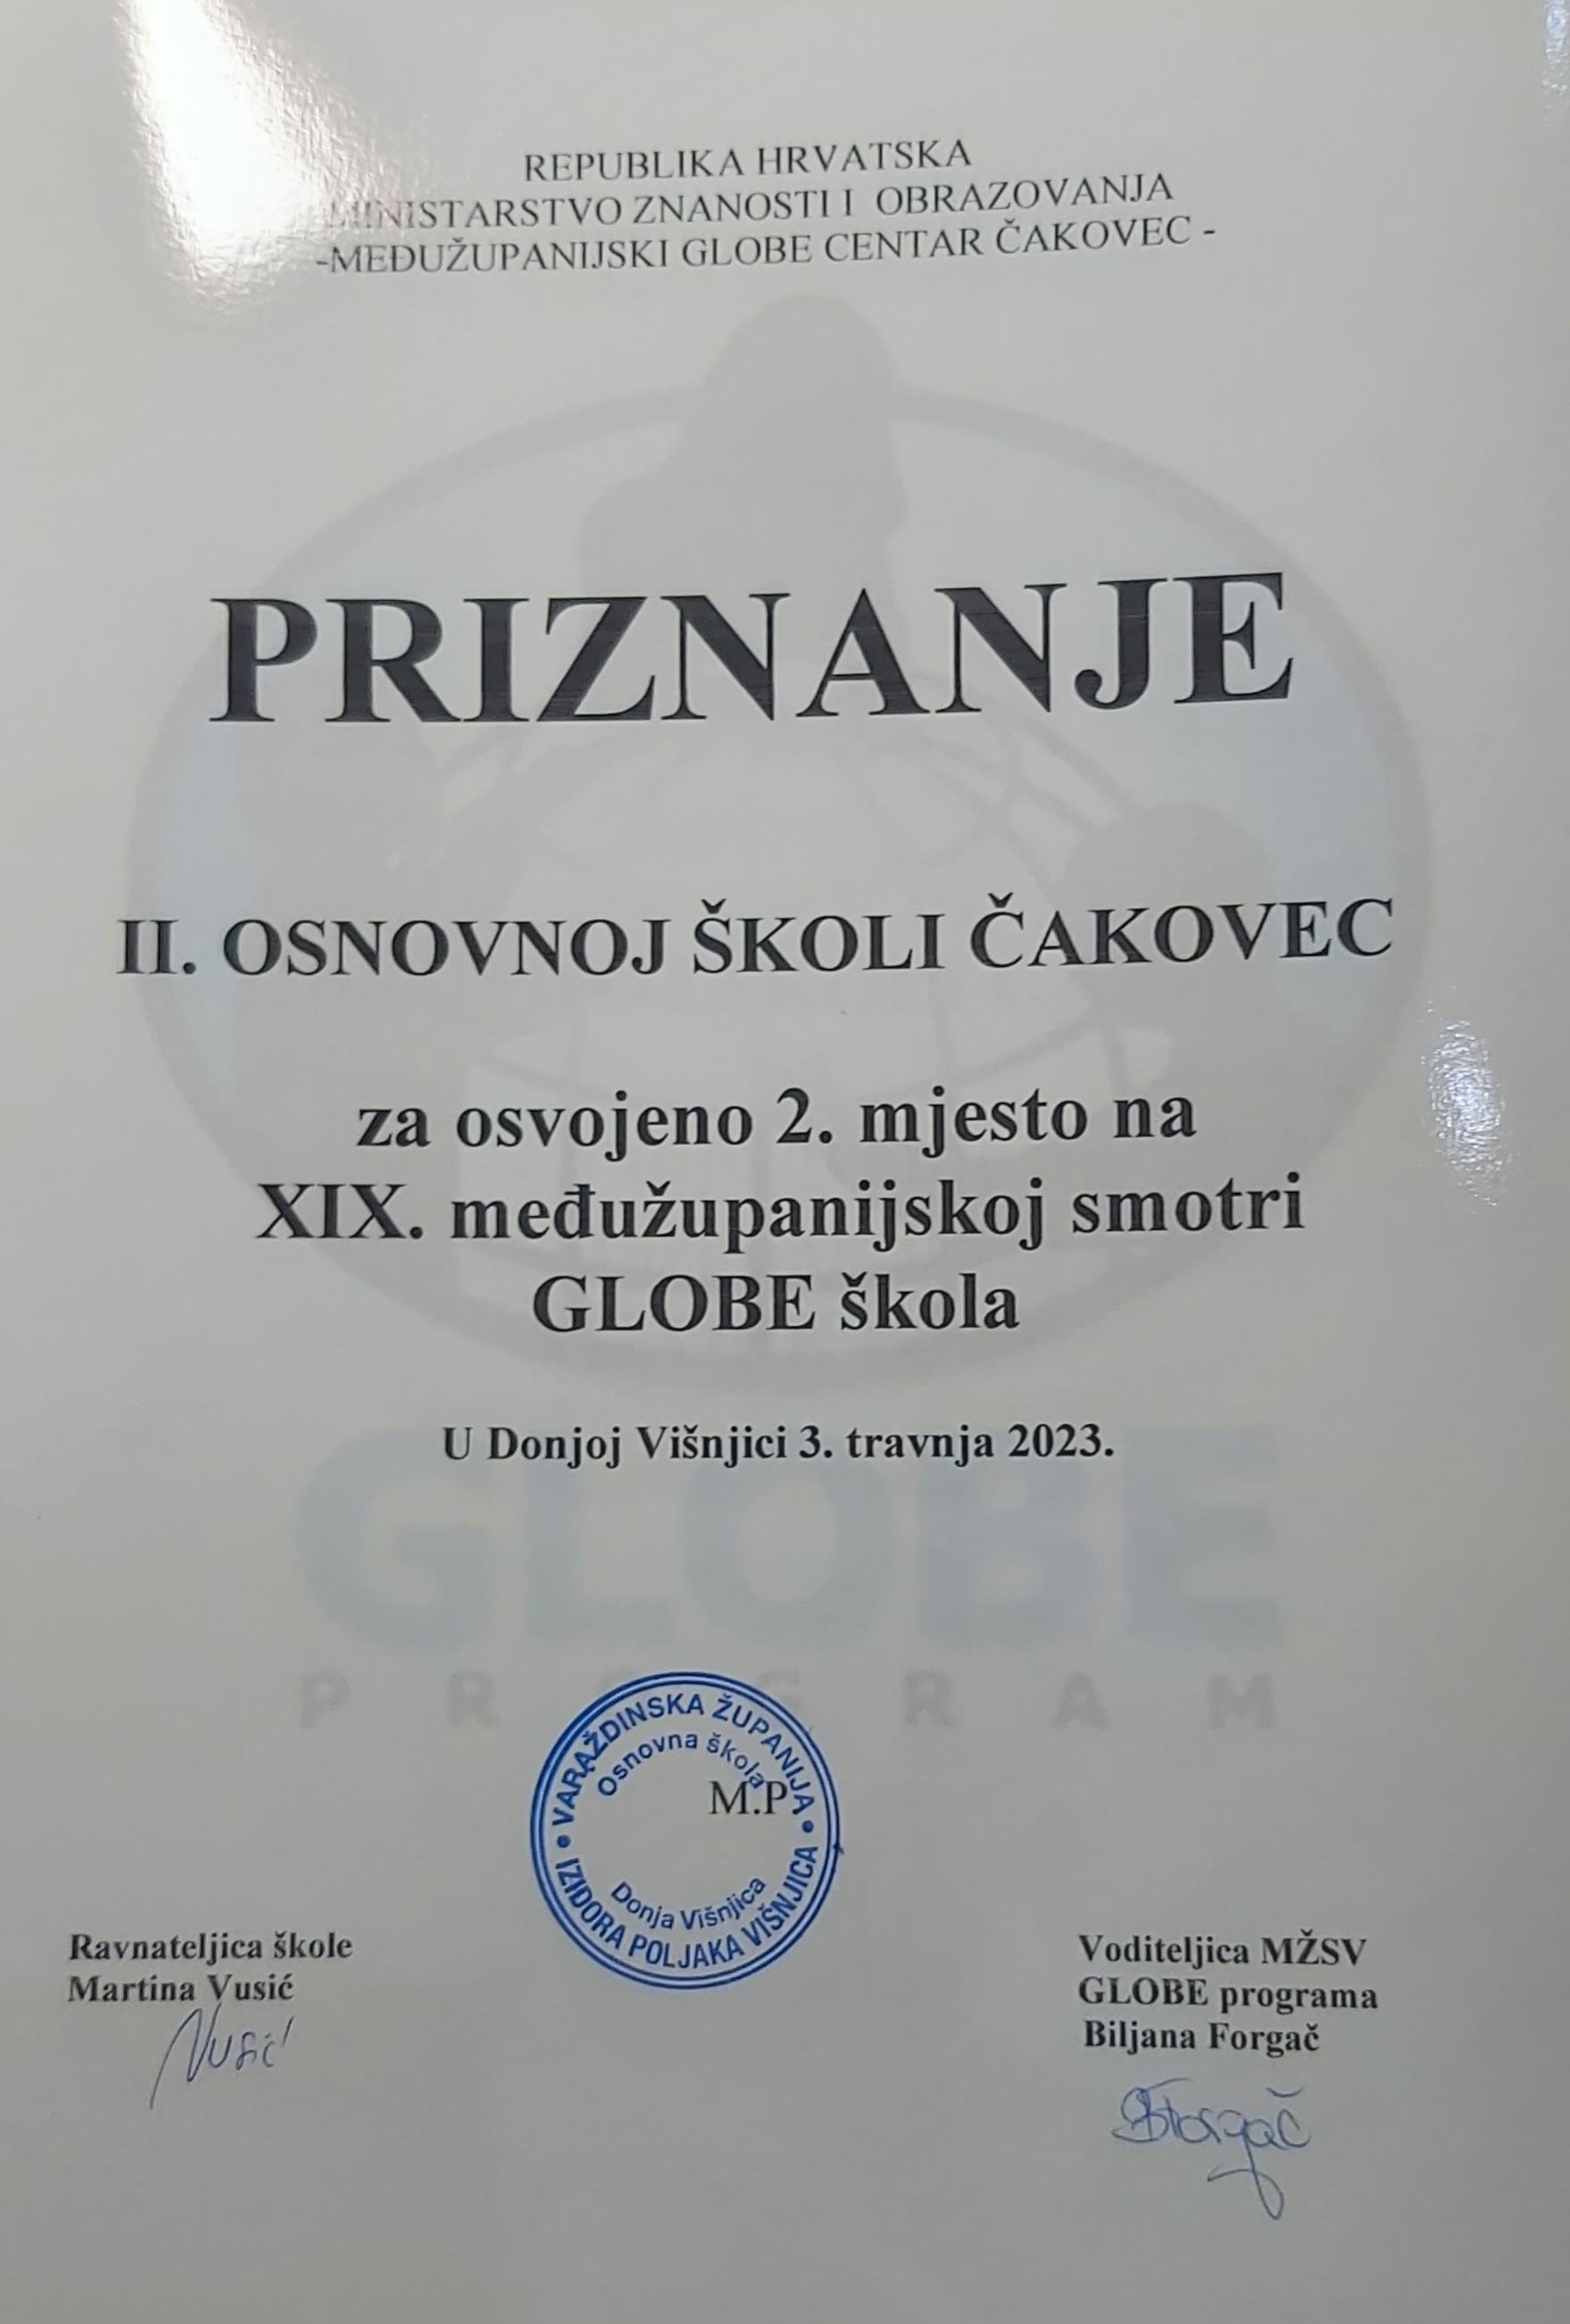 REPUBLIKA HRVATSKA
MINISTARSTVO ZNANOSTI I OBRAZOVANJA
-MEĐUŽUPANIJSKI GLOBE CENTAR ČAKOVEC -
PRIZNANJE
II. OSNOVNOJ ŠKOLI ČAKOVEC
za osvojeno 2. mjesto na
XIX. međužupanijskoj smotri
GLOBE škola
U Donjoj Višnjici 3. travnja 2023.
GLOBE
PROGRAM
VARAŽDINSKA ŽUPANIJA
Osnovna škola
M.P.
Donja Višnjica
IZIDORA POLJAKA VIŠNJICA
Ravnateljica škole
Martina Vusić
Vusić
Voditeljica MŽSV
GLOBE programa
Biljana Forgač
BForgač